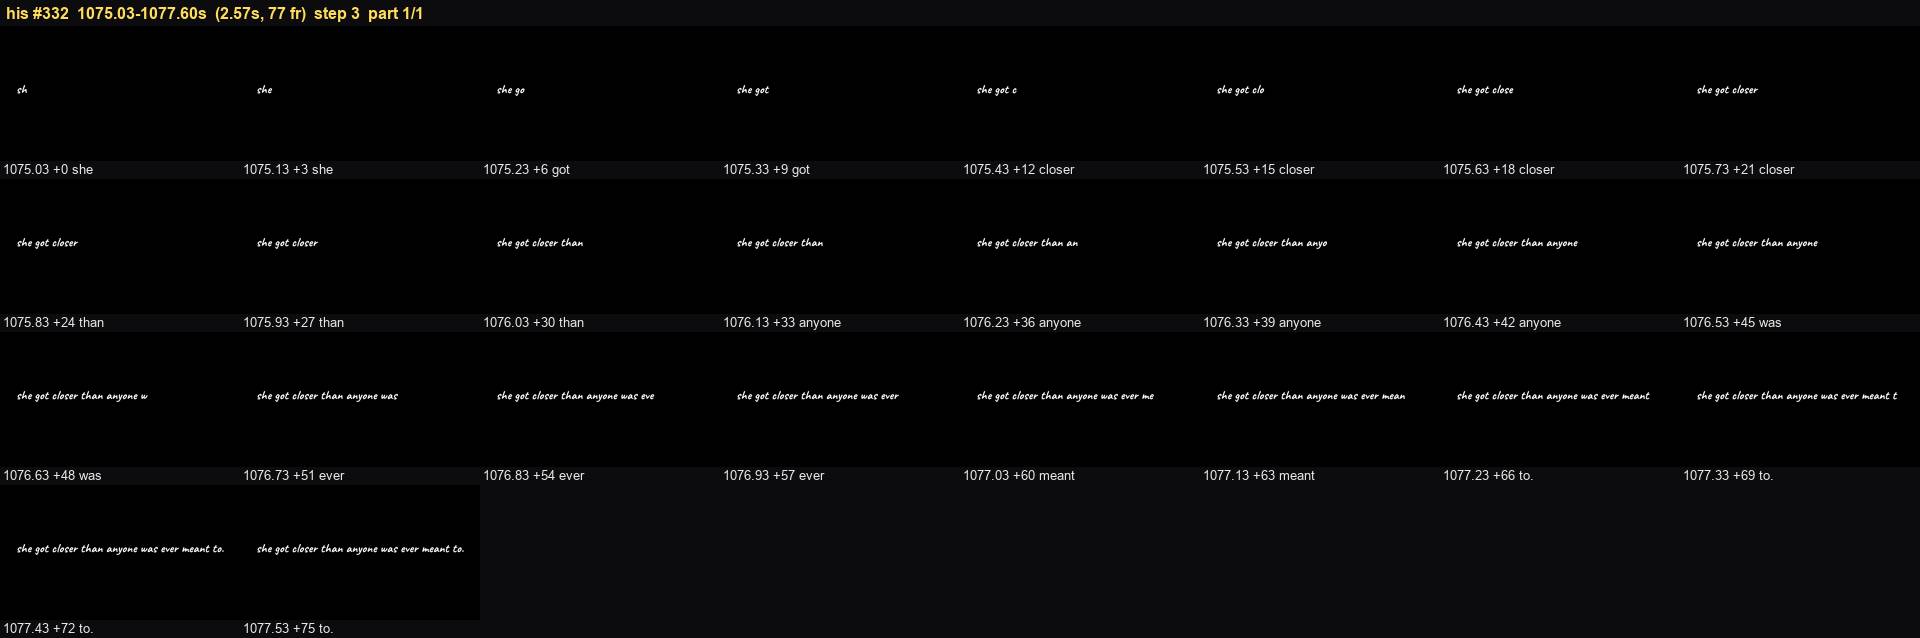 his #332 1075.03-1077.60s (2.57s, 77 fr) step 3 part 1/1
sh
she
she go
she got
she got c
she got clo
she got close
she got closer
1075.03 +0 she
1075.13 +3 she
1075.23 +6 got
1075.33 +9 got
1075.43 +12 closer
1075.53 +15 closer
1075.63 +18 closer
1075.73 +21 closer
she got closer
she got closer
she got closer than
she got closer than
she got closer than an
she got closer than anyo
she got closer than anyone
she got closer than anyone
1075.83 +24 than
1075.93 +27 than
1076.03 +30 than
1076.13 +33 anyone
1076.23 +36 anyone
1076.33 +39 anyone
1076.43 +42 anyone
1076.53 +45 was
she got closer than anyone w
she got closer than anyone was
she got closer than anyone was eve
she got closer than anyone was ever
she got closer than anyone was ever me
she got closer than anyone was ever mean
she got closer than anyone was ever meant
she got closer than anyone was ever meant t
1076.63 +48 was
1076.73 +51 ever
1076.83 +54 ever
1076.93 +57 ever
1077.03 +60 meant
1077.13 +63 meant
1077.23 +66 to.
1077.33 +69 to.
she got closer than anyone was ever meant to.
she got closer than anyone was ever meant to.
1077.43 +72 to.
1077.53 +75 to.